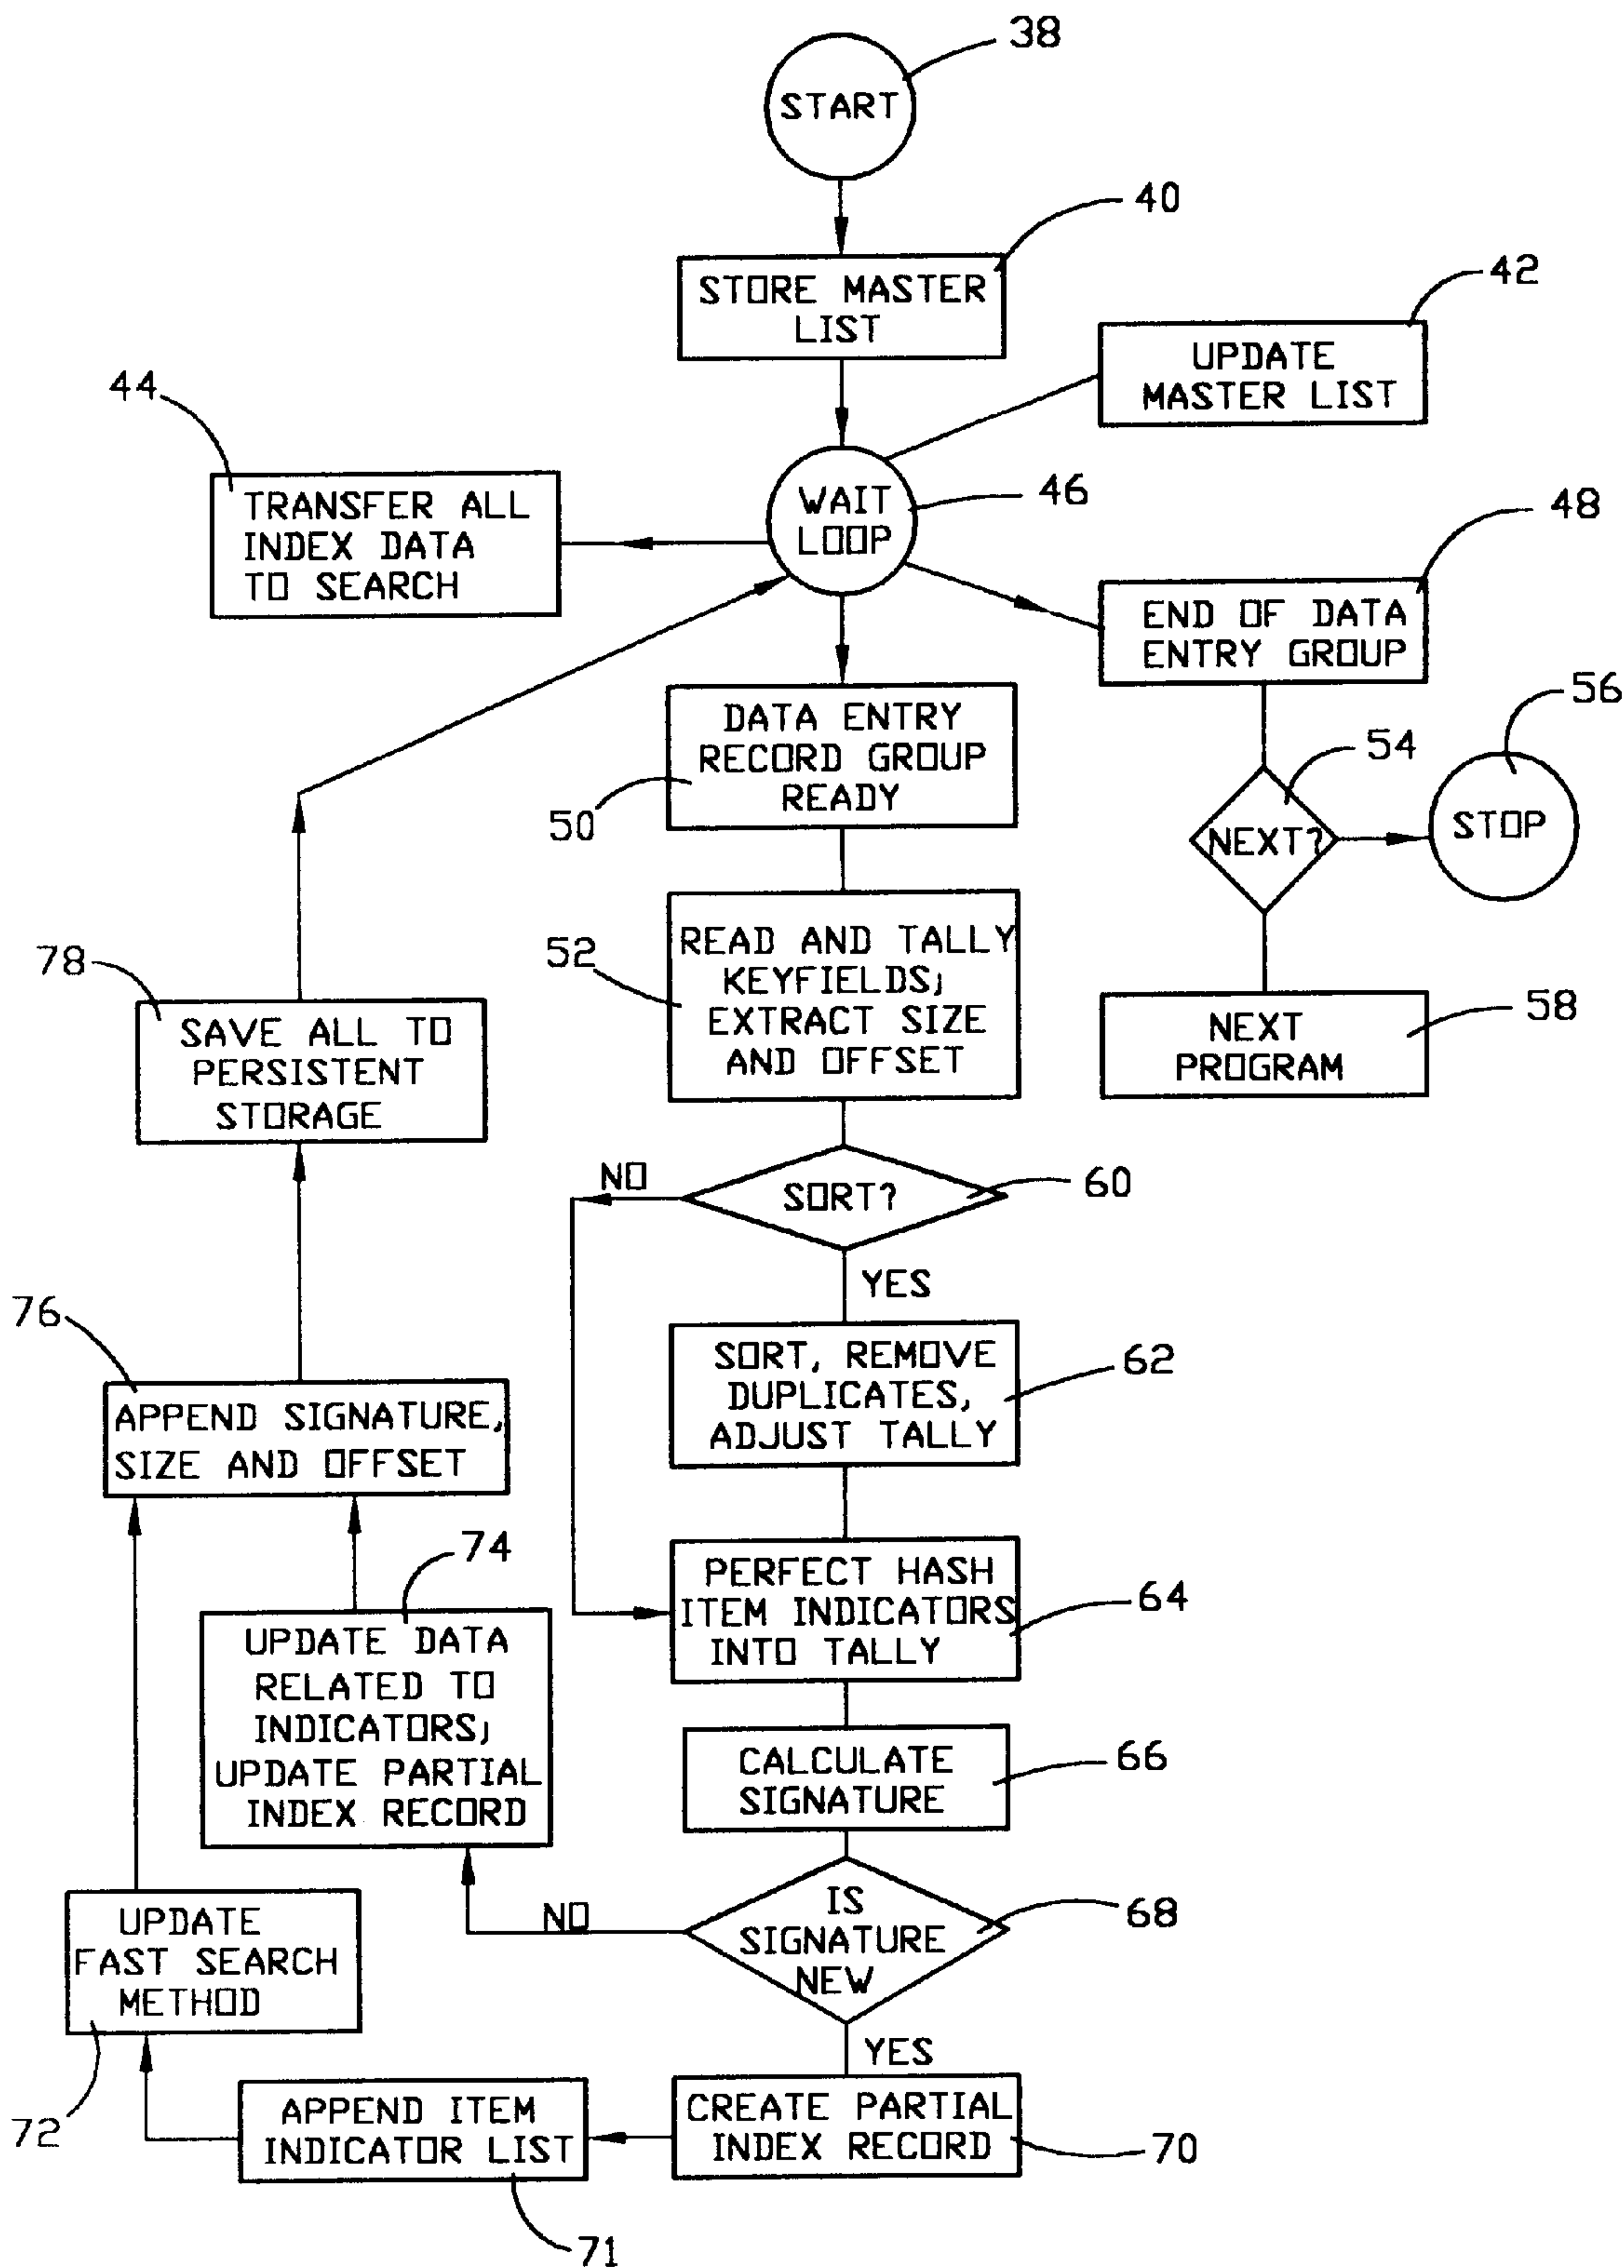 38
START
40
STORE MASTER
LIST
42
UPDATE
MASTER LIST
44
TRANSFER ALL
INDEX DATA
TO SEARCH
WAIT
LOOP
46
48
END OF DATA
ENTRY GROUP
DATA ENTRY
RECORD GROUP
READY
50
54
NEXT?
56
STOP
52
READ AND TALLY
KEYFIELDS;
EXTRACT SIZE
AND OFFSET
58
NEXT
PROGRAM
78
SAVE ALL TO
PERSISTENT
STORAGE
NO
SORT?
60
YES
76
APPEND SIGNATURE,
SIZE AND OFFSET
SORT, REMOVE
DUPLICATES,
ADJUST TALLY
62
74
UPDATE DATA
RELATED TO
INDICATORS;
UPDATE PARTIAL
INDEX RECORD
PERFECT HASH
ITEM INDICATORS
INTO TALLY
64
CALCULATE
SIGNATURE
66
NO
IS
SIGNATURE
NEW
68
YES
UPDATE
FAST SEARCH
METHOD
72
APPEND ITEM
INDICATOR LIST
71
CREATE PARTIAL
INDEX RECORD
70